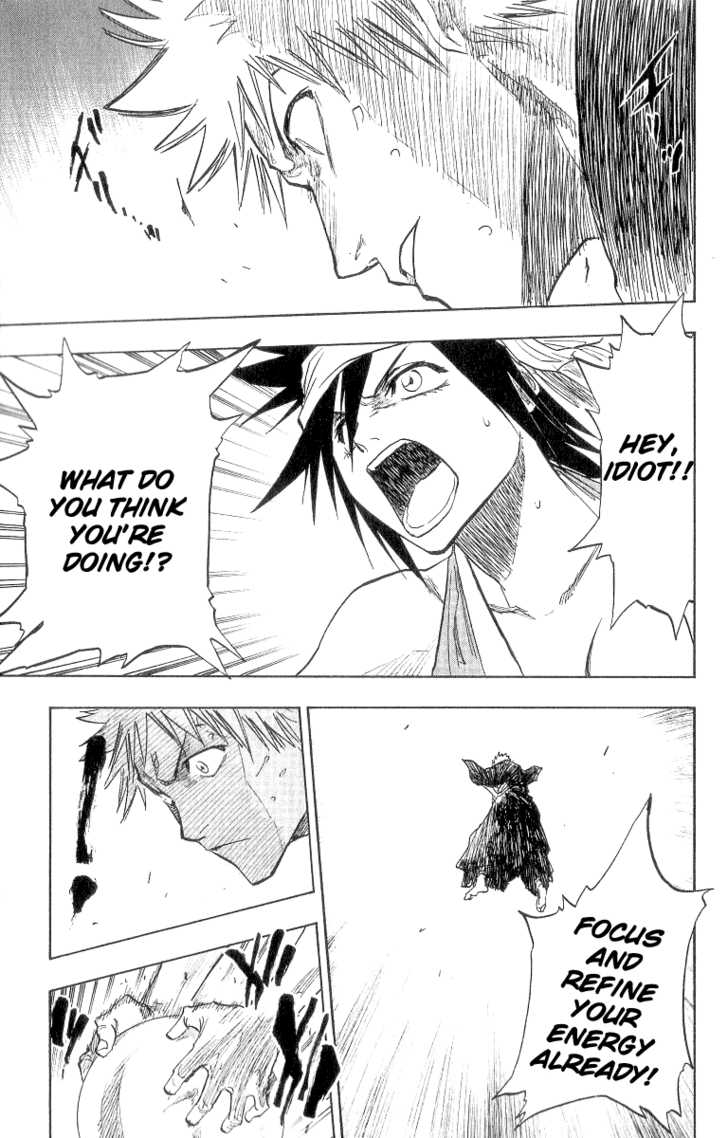 HEY,
IDIOT!!
WHAT DO
YOU THINK
YOU'RE
DOING!?
FOCUS
AND
REFINE
YOUR
ENERGY
ALREADY!